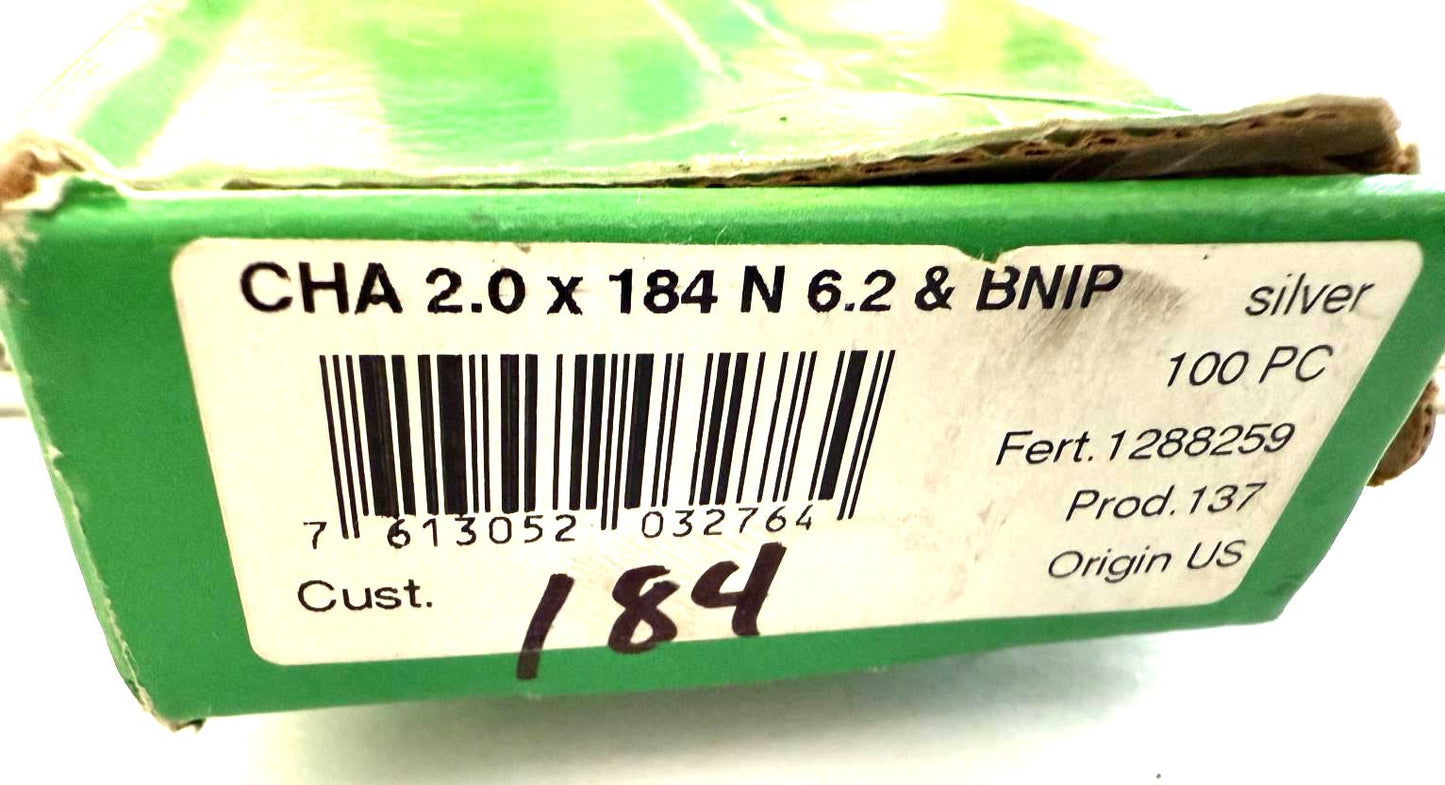 CHA 2.0 x 184 N 6.2 & BNIP silver
100 PC
Fert. 1288259
Prod. 137
Origin US
7 613052 032764
Cust. 184